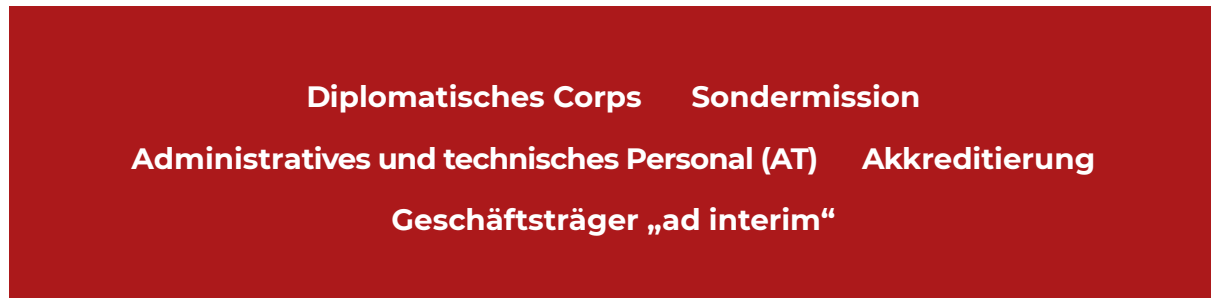 Diplomatisches Corps Sondermission
Administratives und technisches Personal (AT) Akkreditierung
Geschäftsträger „ad interim“